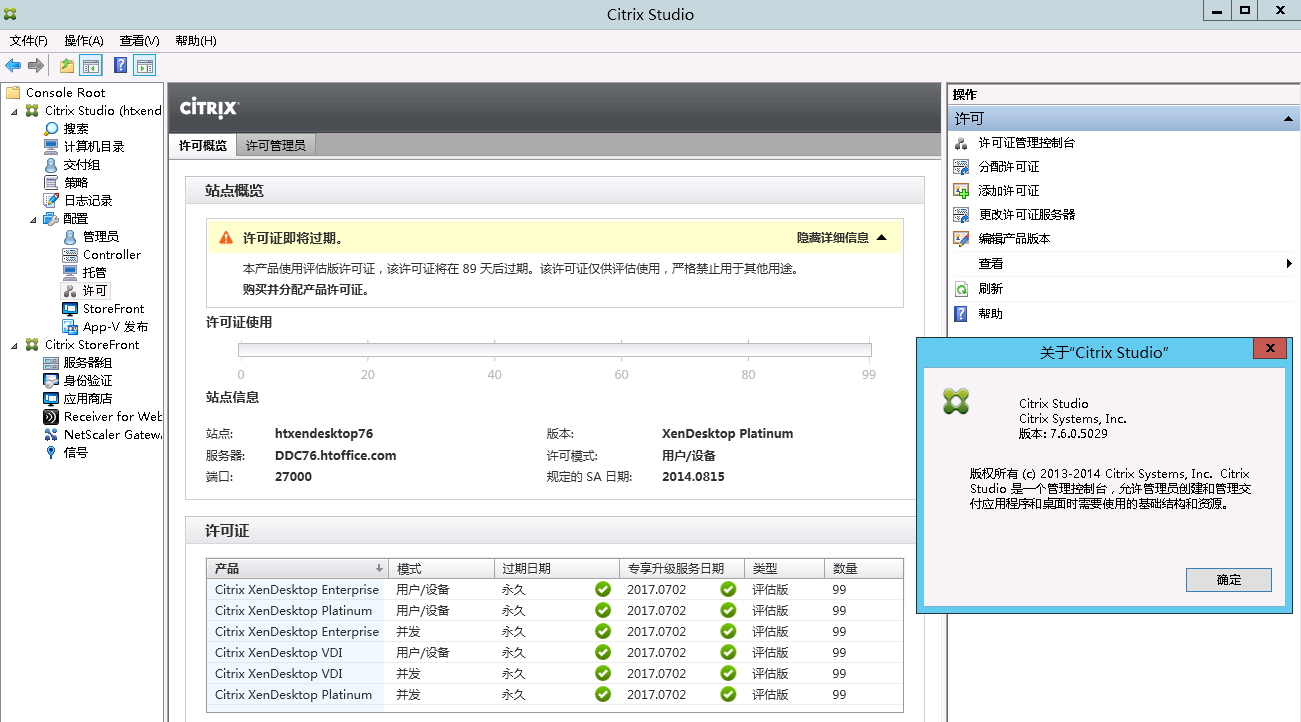 Citrix Studio
文件(F) 操作(A) 查看(V) 帮助(H)
Console Root
Citrix Studio (htxend
搜索
计算机目录
交付组
策略
日志记录
配置
管理员
Controller
托管
许可
StoreFront
App-V 发布
Citrix StoreFront
服务器组
身份验证
应用商店
Receiver for Web
NetScaler Gatew
信号
CITRIX
许可概览 许可管理员
站点概览
许可证即将过期。 隐藏详细信息
本产品使用评估版许可证，该许可证将在 89 天后过期。该许可证仅供评估使用，严格禁止用于其他用途。
购买并分配产品许可证。
许可证使用
0 20 40 60 80 99
站点信息
站点: htxendesktop76 版本: XenDesktop Platinum
服务器: DDC76.htoffice.com 许可模式: 用户/设备
端口: 27000 规定的 SA 日期: 2014.0815
许可证
产品 模式 过期日期 专享升级服务日期 类型 数量
Citrix XenDesktop Enterprise 用户/设备 永久 2017.0702 评估版 99
Citrix XenDesktop Platinum 用户/设备 永久 2017.0702 评估版 99
Citrix XenDesktop Enterprise 并发 永久 2017.0702 评估版 99
Citrix XenDesktop VDI 用户/设备 永久 2017.0702 评估版 99
Citrix XenDesktop VDI 并发 永久 2017.0702 评估版 99
Citrix XenDesktop Platinum 并发 永久 2017.0702 评估版 99
操作
许可
许可证管理控制台
分配许可证
添加许可证
更改许可证服务器
编辑产品版本
查看
刷新
帮助
关于“Citrix Studio”
Citrix Studio
Citrix Systems, Inc.
版本: 7.6.0.5029
版权所有 (c) 2013-2014 Citrix Systems, Inc. Citrix
Studio 是一个管理控制台，允许管理员创建和管理交
付应用程序和桌面时需要使用的基础结构和资源。
确定